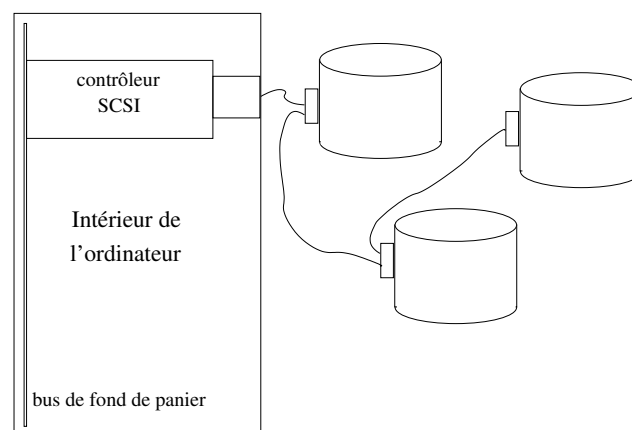 contrôleur
SCSI
Intérieur de
l'ordinateur
bus de fond de panier